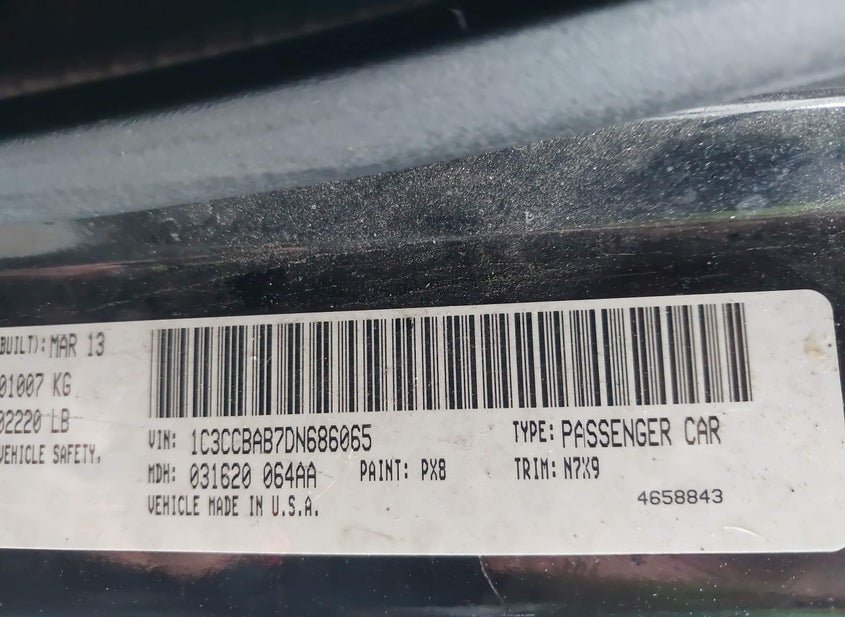 BUILT): MAR 13
01007 KG
02220 LB
VEHICLE SAFETY,
VIN: 1C3CCBAB7DN686065
TYPE: PASSENGER CAR
MDH: 031620 064AA
PAINT: PX8
TRIM: N7X9
VEHICLE MADE IN U.S.A.
4658843